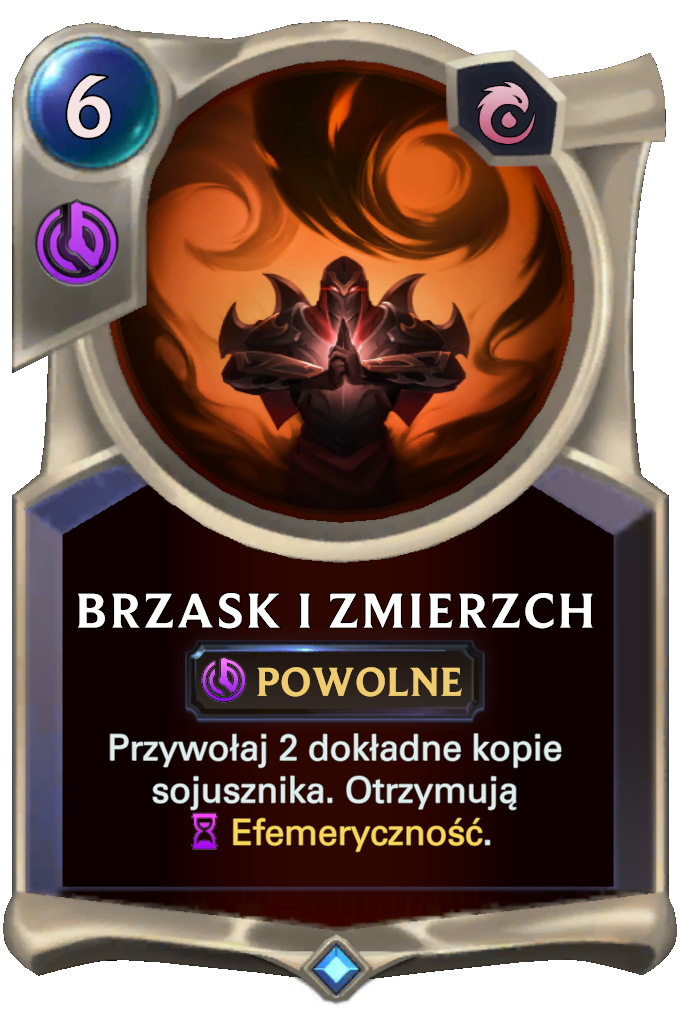 6
BRZASK I ZMIERZCH
POWOLNE
Przywołaj 2 dokładne kopie
sojusznika. Otrzymują
Efemeryczność.